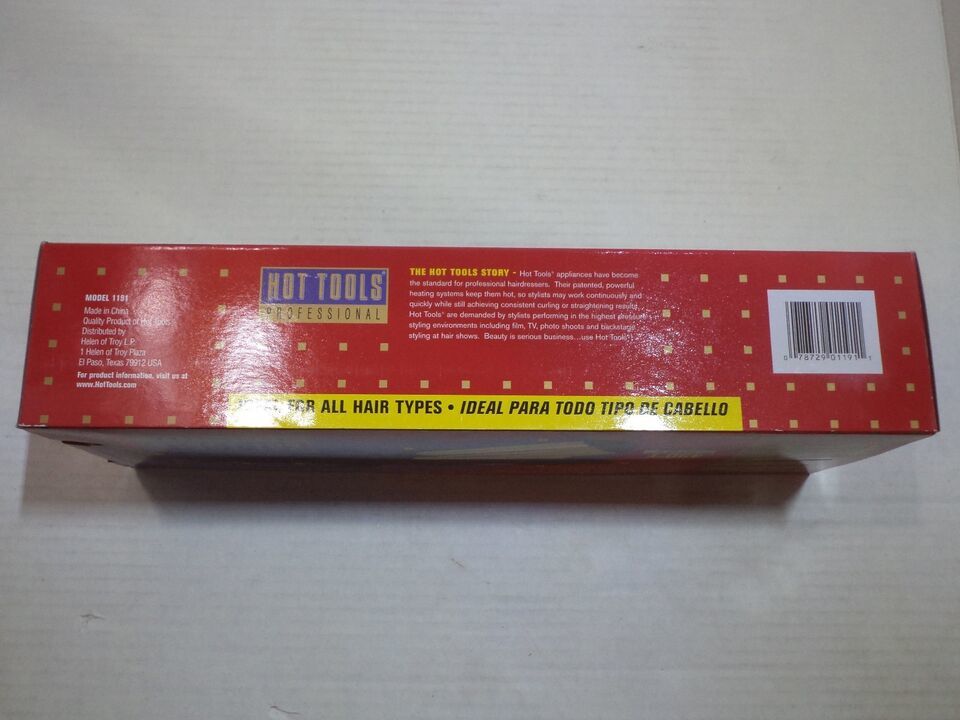 MODEL 1191
Made in China
Quality Product of Hot Tools
Distributed by
Helen of Troy L.P.
1 Helen of Troy Plaza
El Paso, Texas 79912 USA
For product information, visit us at
www.HotTools.com
HOT TOOLS®
PROFESSIONAL
THE HOT TOOLS STORY - Hot Tools® appliances have become
the standard for professional hairdressers. Their patented, powerful
heating systems keep them hot, so stylists may work continuously and
quickly while still achieving consistent curling or straightening results.
Hot Tools® are demanded by stylists performing in the highest pressure
styling environments including film, TV, photo shoots and backstage
styling at hair shows. Beauty is serious business...use Hot Tools®!
0 78729 01191 1
FOR ALL HAIR TYPES • IDEAL PARA TODO TIPO DE CABELLO